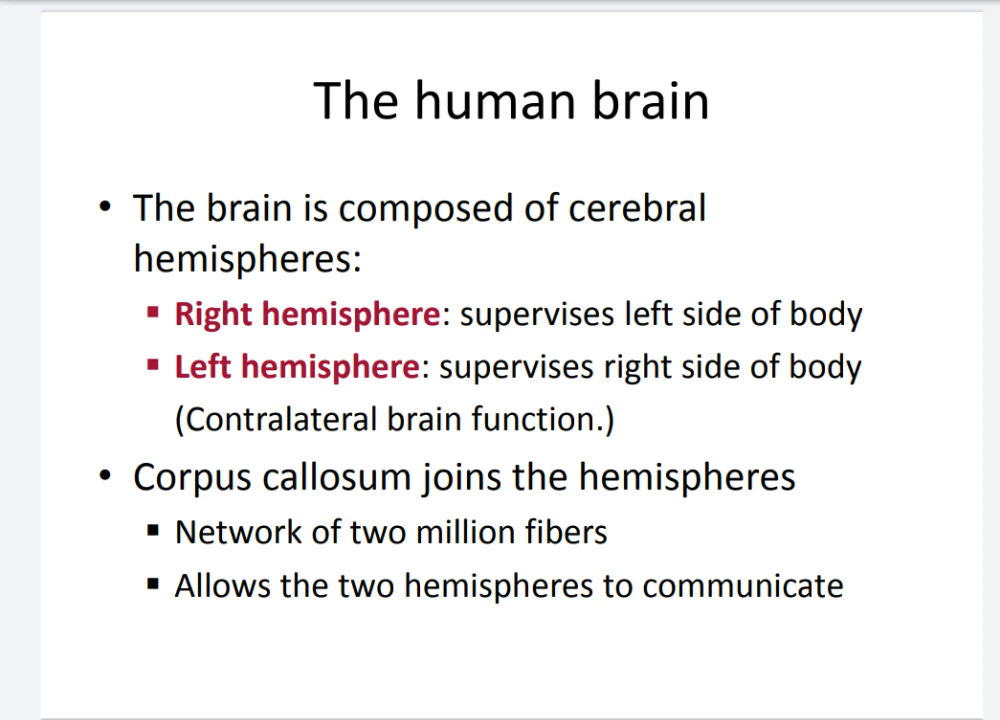 The human brain
• The brain is composed of cerebral
hemispheres:
▪ Right hemisphere: supervises left side of body
▪ Left hemisphere: supervises right side of body
(Contralateral brain function.)
• Corpus callosum joins the hemispheres
▪ Network of two million fibers
▪ Allows the two hemispheres to communicate